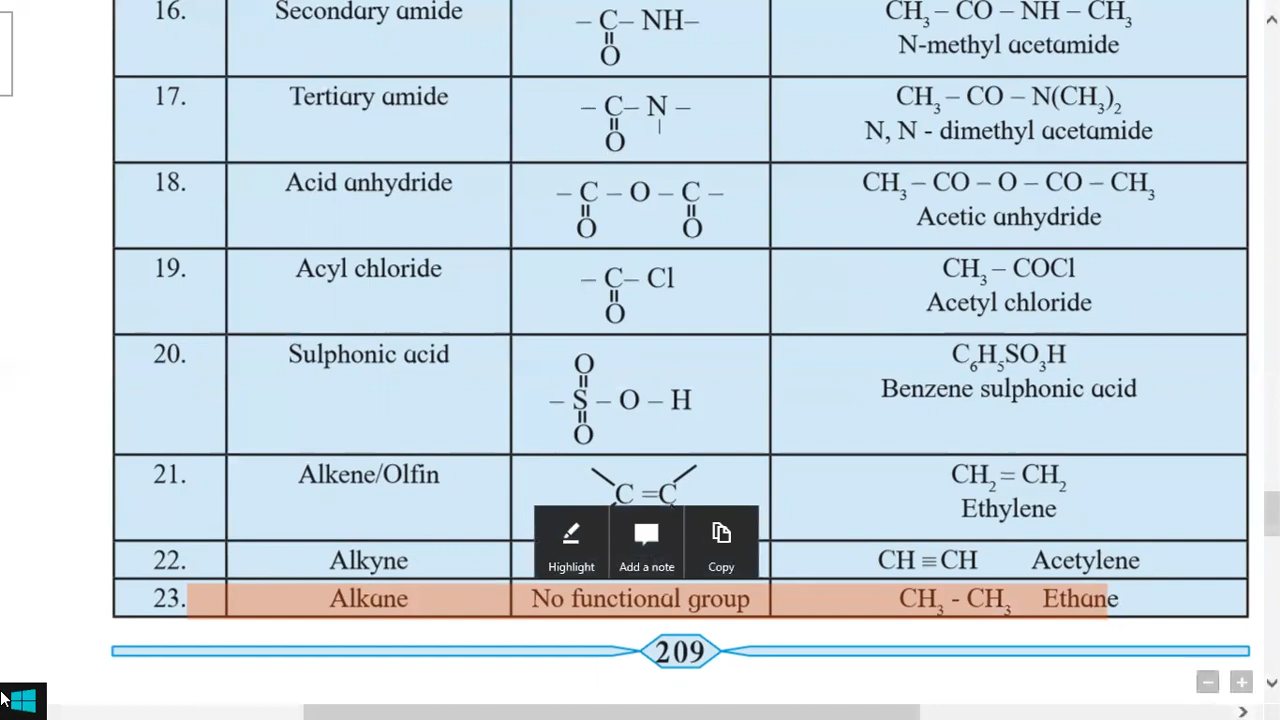 16. Secondary amide – C – NH– CH₃ – CO – NH – CH₃
O N-methyl acetamide
17. Tertiary amide – C – N – CH₃ – CO – N(CH₃)₂
O N, N - dimethyl acetamide
18. Acid anhydride – C – O – C – CH₃ – CO – O – CO – CH₃
O O Acetic anhydride
19. Acyl chloride – C – Cl CH₃ – COCl
O Acetyl chloride
20. Sulphonic acid O C₆H₅SO₃H
– S – O – H Benzene sulphonic acid
O
21. Alkene/Olfin C = C CH₂ = CH₂
Ethylene
Highlight Add a note Copy
22. Alkyne CH ≡ CH Acetylene
23. Alkane No functional group CH₃ - CH₃ Ethane
209